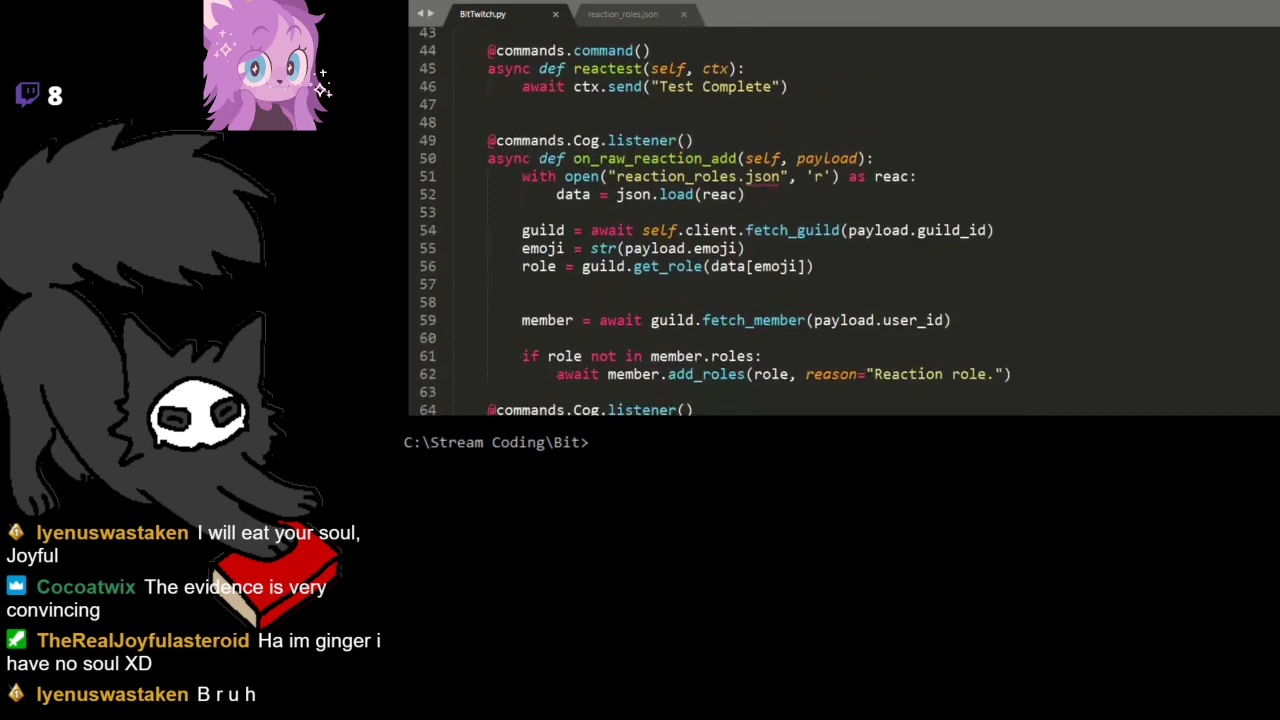 BitTwitch.py
reaction_roles.json
8
43
44 @commands.command()
45 async def reactest(self, ctx):
46 await ctx.send("Test Complete")
47
48
49 @commands.Cog.listener()
50 async def on_raw_reaction_add(self, payload):
51 with open("reaction_roles.json", 'r') as reac:
52 data = json.load(reac)
53
54 guild = await self.client.fetch_guild(payload.guild_id)
55 emoji = str(payload.emoji)
56 role = guild.get_role(data[emoji])
57
58
59 member = await guild.fetch_member(payload.user_id)
60
61 if role not in member.roles:
62 await member.add_roles(role, reason="Reaction role.")
63
64 @commands.Cog.listener()
C:\Stream Coding\Bit>
lyenuswastaken I will eat your soul,
Joyful
Cocoatwix The evidence is very
convincing
TheRealJoyfulasteroid Ha im ginger i
have no soul XD
lyenuswastaken B r u h